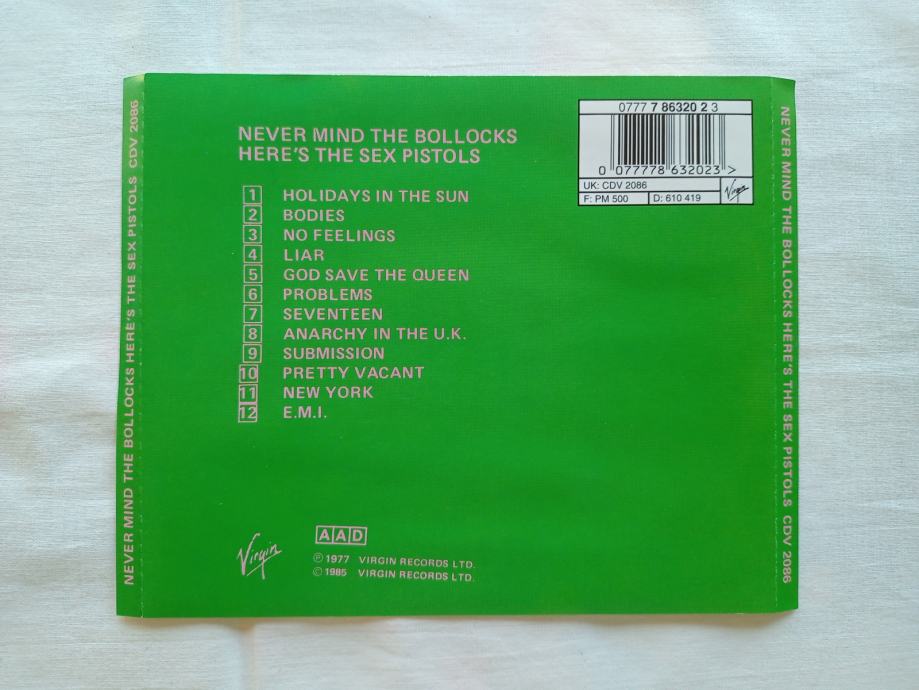 NEVER MIND THE BOLLOCKS
HERE'S THE SEX PISTOLS
1 HOLIDAYS IN THE SUN
2 BODIES
3 NO FEELINGS
4 LIAR
5 GOD SAVE THE QUEEN
6 PROBLEMS
7 SEVENTEEN
8 ANARCHY IN THE U.K.
9 SUBMISSION
10 PRETTY VACANT
11 NEW YORK
12 E.M.I.
0777 7 86320 2 3
0 077778 632023 >
UK: CDV 2086
F: PM 500 D: 610 419
Virgin
Virgin
AAD
Ⓟ 1977 VIRGIN RECORDS LTD.
© 1985 VIRGIN RECORDS LTD.
NEVER MIND THE BOLLOCKS HERE'S THE SEX PISTOLS CDV 2086
NEVER MIND THE BOLLOCKS HERE'S THE SEX PISTOLS CDV 2086